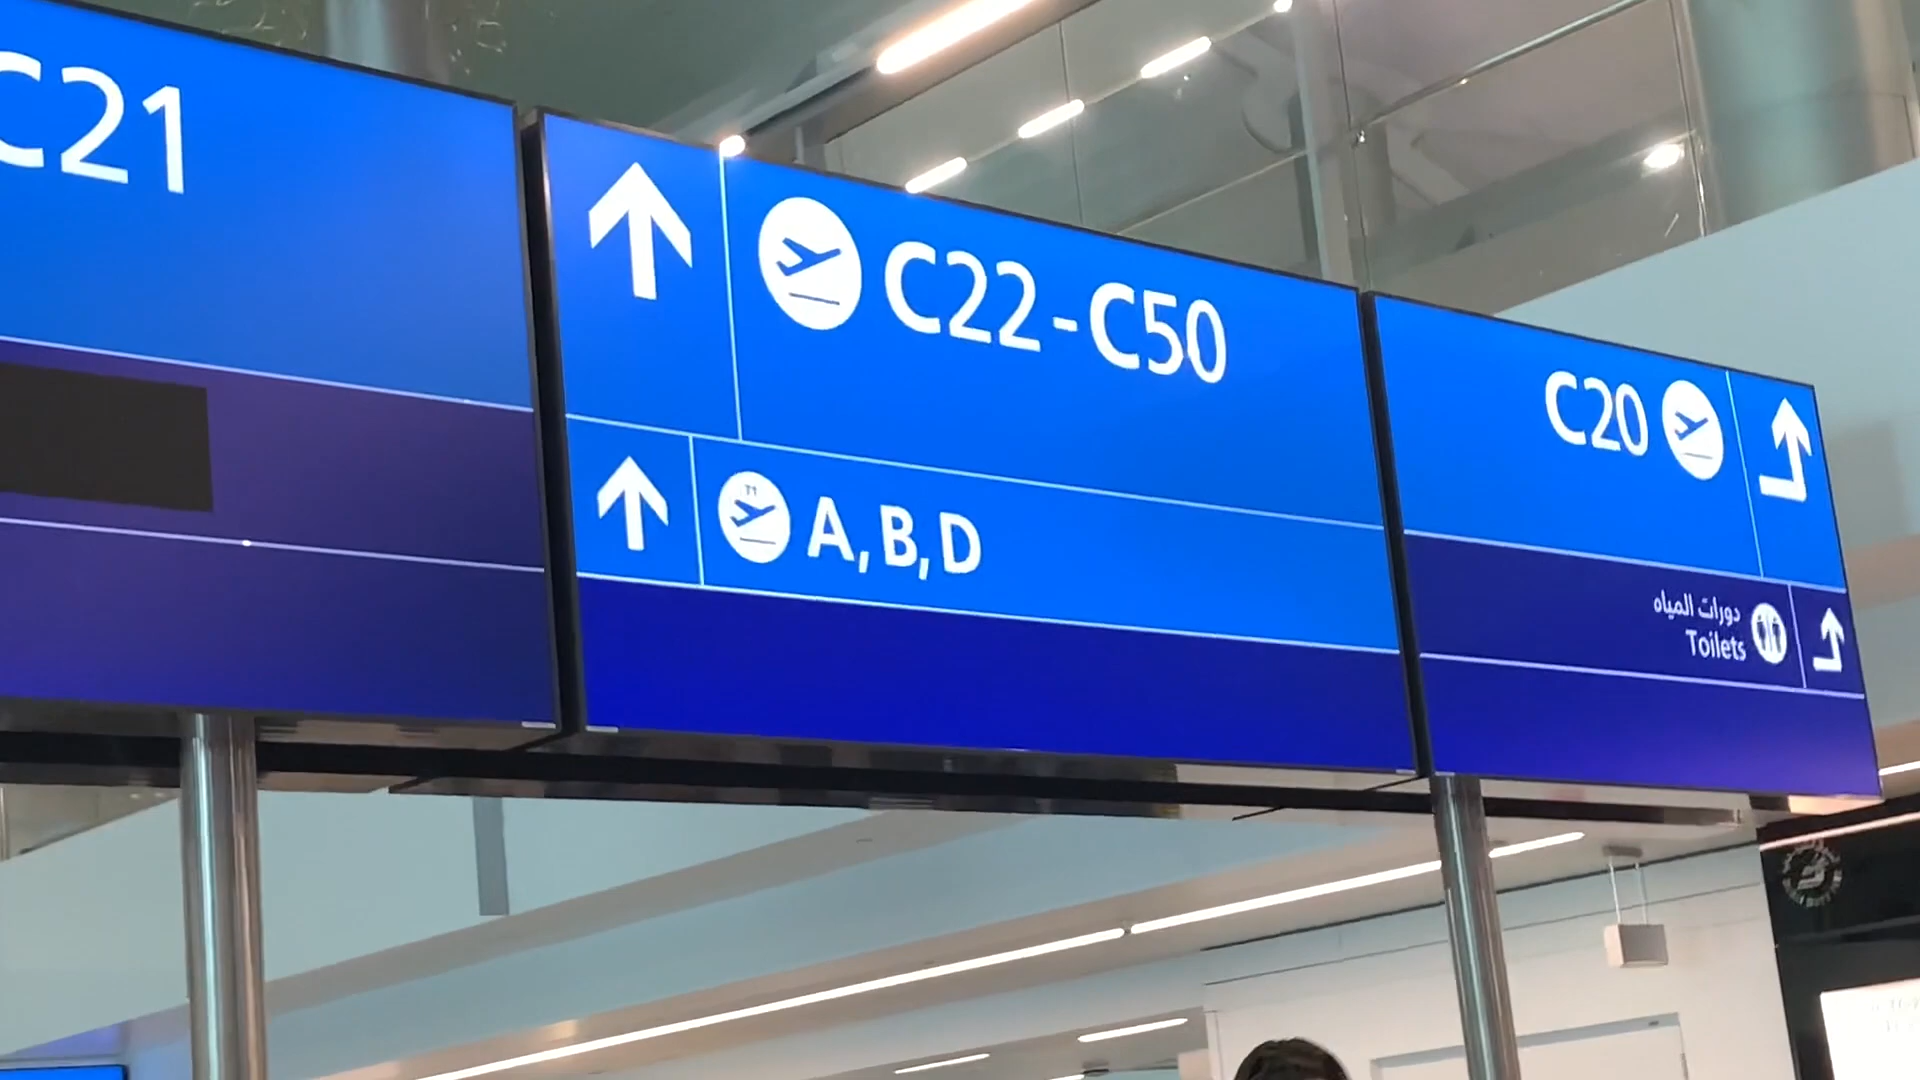 C21
C22-C50
T1
A, B, D
C20
دورات المياه
Toilets